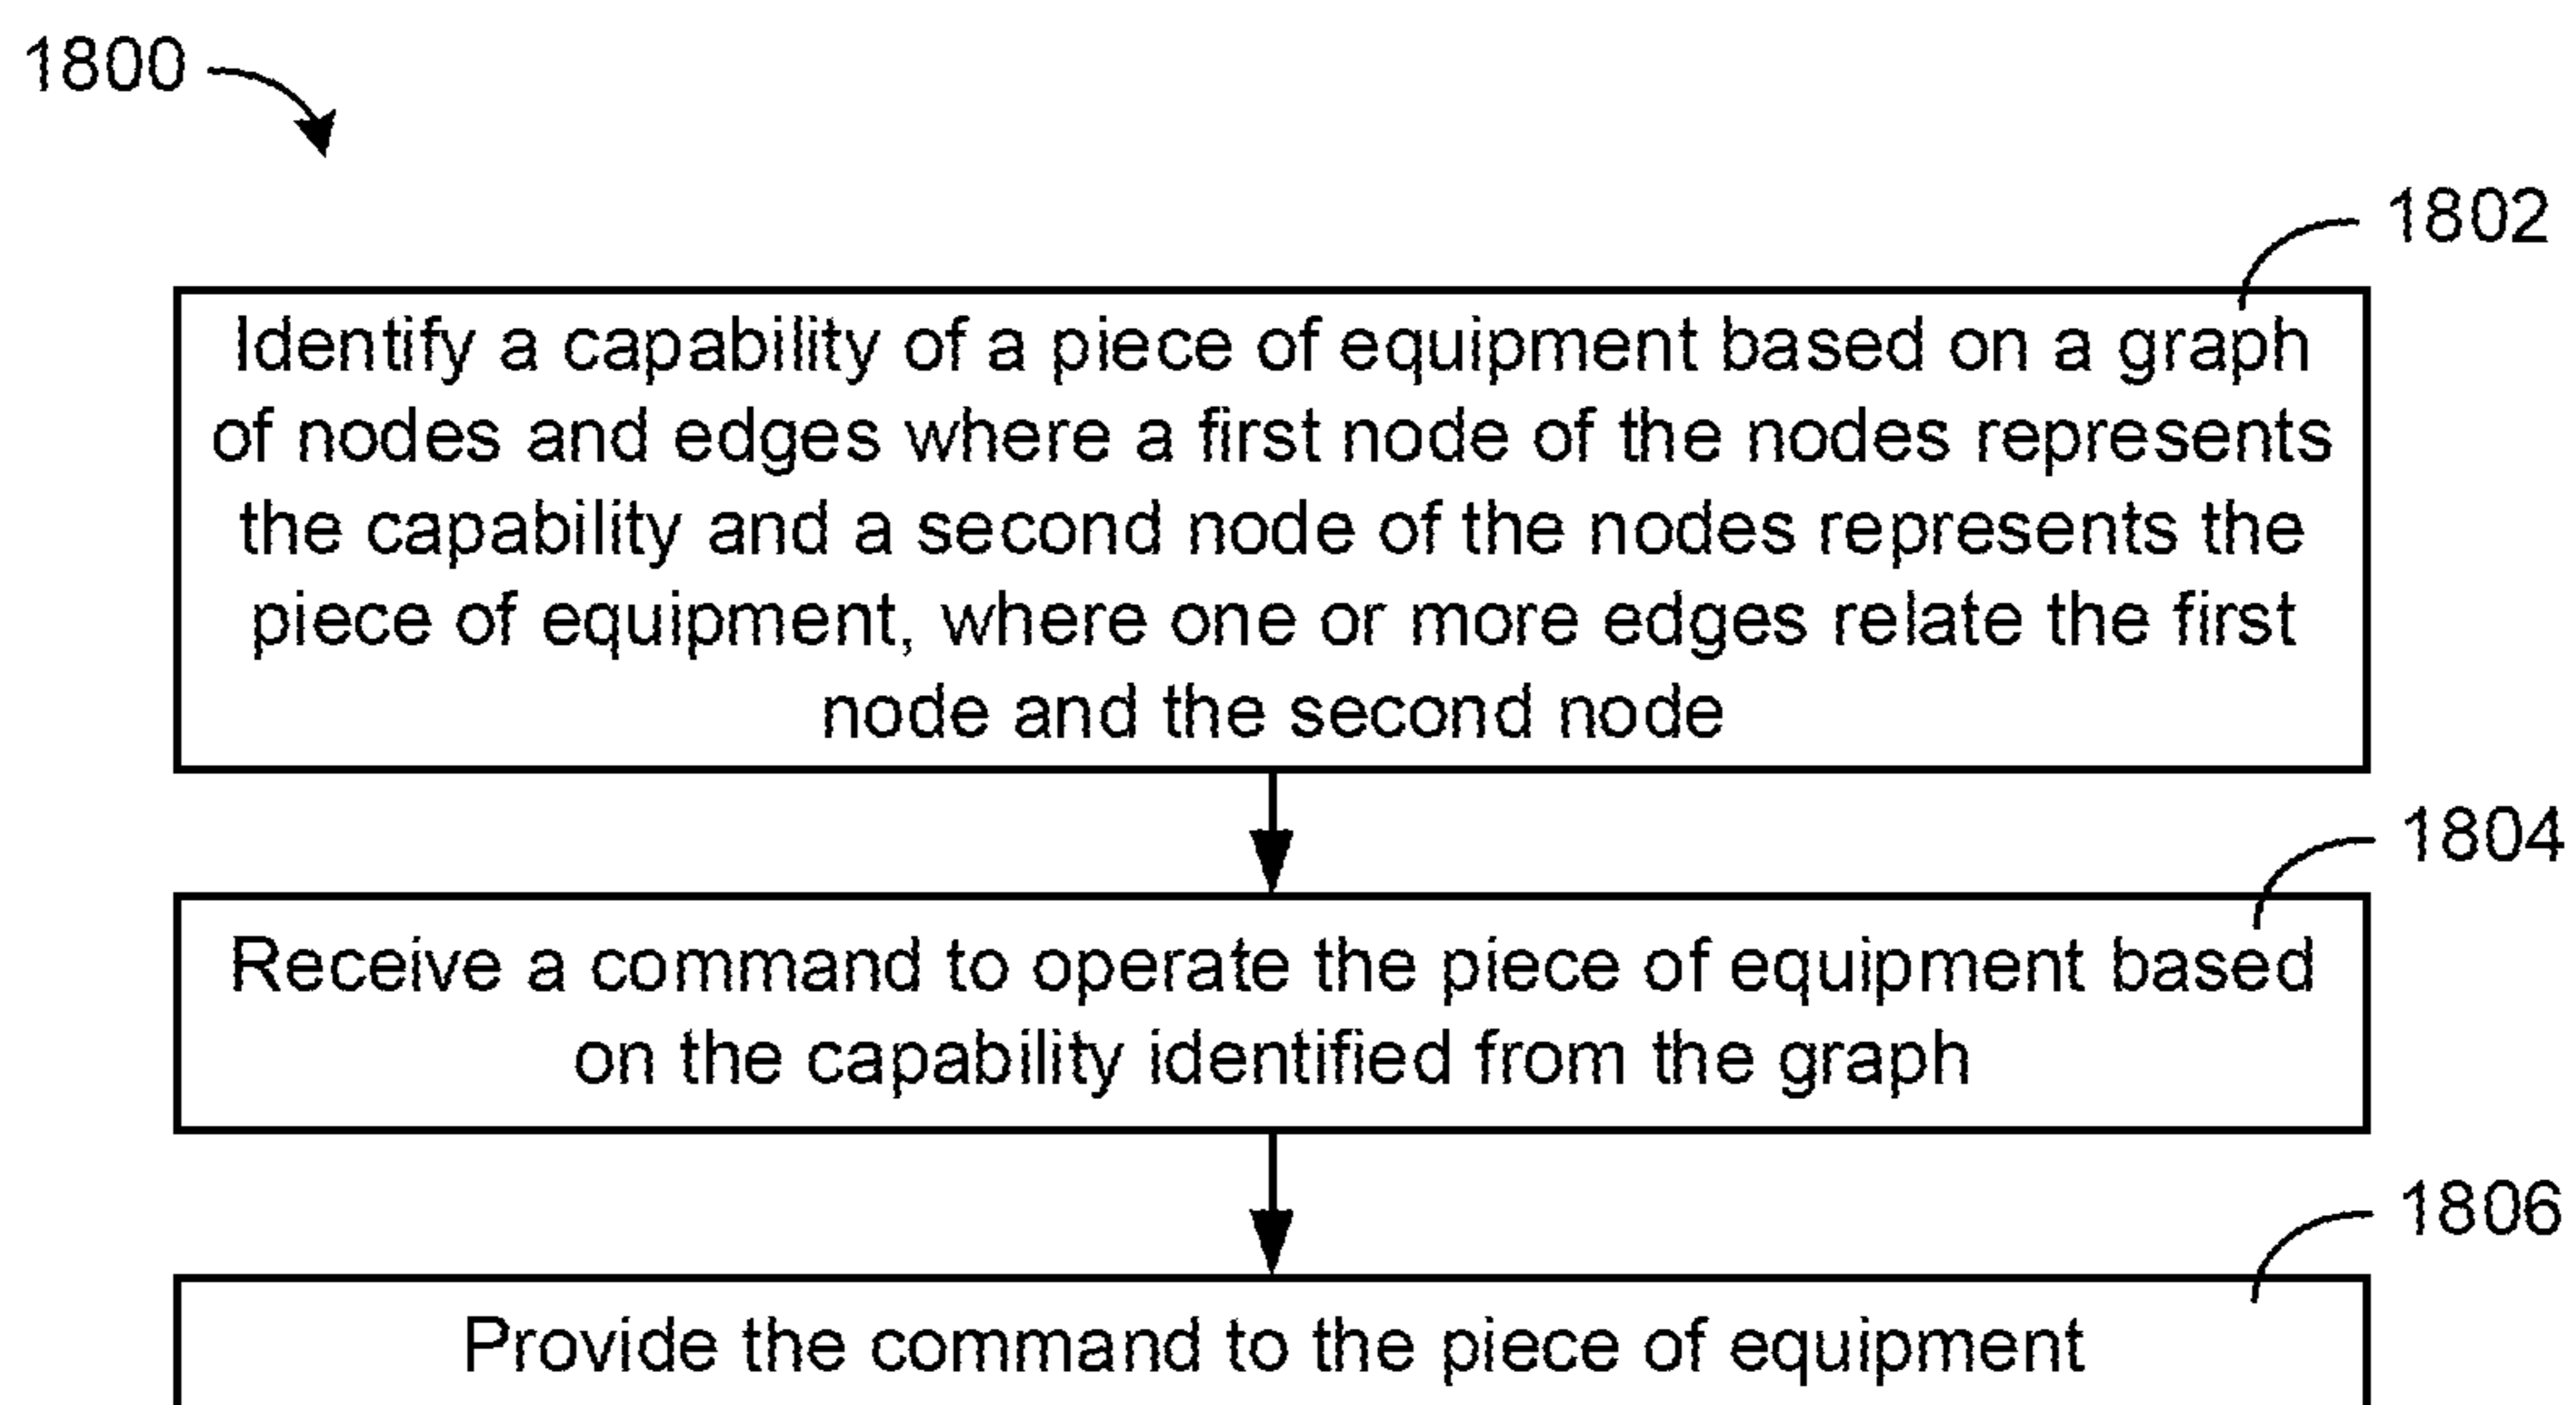 1800
1802
Identify a capability of a piece of equipment based on a graph
of nodes and edges where a first node of the nodes represents
the capability and a second node of the nodes represents the
piece of equipment, where one or more edges relate the first
node and the second node
1804
Receive a command to operate the piece of equipment based
on the capability identified from the graph
1806
Provide the command to the piece of equipment